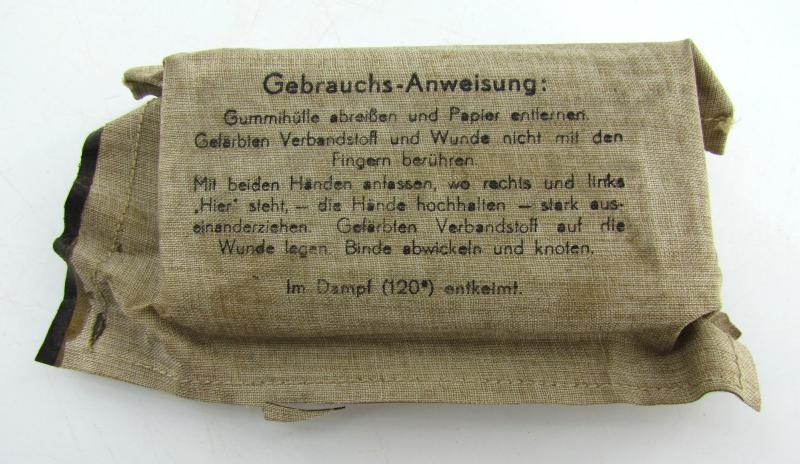 Gebrauchs-Anweisung:
Gummihülle abreißen und Papier entfernen.
Gefärbten Verbandstoff und Wunde nicht mit den
Fingern berühren.
Mit beiden Händen anfassen, wo rechts und links
„Hier" steht, – die Hände hochhalten – stark aus-
einanderziehen. Gefärbten Verbandstoff auf die
Wunde legen. Binde abwickeln und knoten.
Im Dampf (120°) entkeimt.